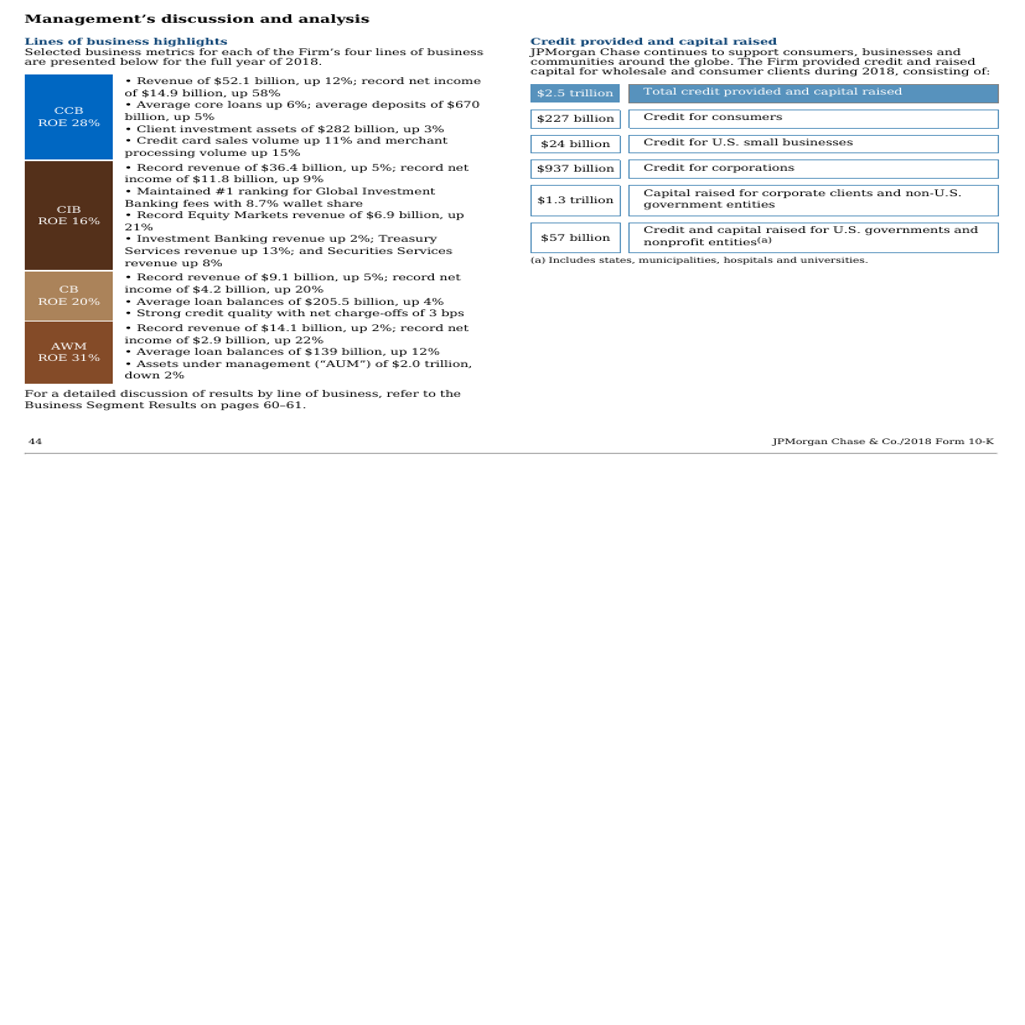 Management’s discussion and analysis
Lines of business highlights
Selected business metrics for each of the Firm’s four lines of business
are presented below for the full year of 2018.
CCB
ROE 28%
• Revenue of $52.1 billion, up 12%; record net income
of $14.9 billion, up 58%
• Average core loans up 6%; average deposits of $670
billion, up 5%
• Client investment assets of $282 billion, up 3%
• Credit card sales volume up 11% and merchant
processing volume up 15%
CIB
ROE 16%
• Record revenue of $36.4 billion, up 5%; record net
income of $11.8 billion, up 9%
• Maintained #1 ranking for Global Investment
Banking fees with 8.7% wallet share
• Record Equity Markets revenue of $6.9 billion, up
21%
• Investment Banking revenue up 2%; Treasury
Services revenue up 13%; and Securities Services
revenue up 8%
CB
ROE 20%
• Record revenue of $9.1 billion, up 5%; record net
income of $4.2 billion, up 20%
• Average loan balances of $205.5 billion, up 4%
• Strong credit quality with net charge-offs of 3 bps
AWM
ROE 31%
• Record revenue of $14.1 billion, up 2%; record net
income of $2.9 billion, up 22%
• Average loan balances of $139 billion, up 12%
• Assets under management (“AUM”) of $2.0 trillion,
down 2%
For a detailed discussion of results by line of business, refer to the
Business Segment Results on pages 60–61.
Credit provided and capital raised
JPMorgan Chase continues to support consumers, businesses and
communities around the globe. The Firm provided credit and raised
capital for wholesale and consumer clients during 2018, consisting of:
$2.5 trillion Total credit provided and capital raised
$227 billion Credit for consumers
$24 billion Credit for U.S. small businesses
$937 billion Credit for corporations
$1.3 trillion Capital raised for corporate clients and non-U.S.
government entities
$57 billion Credit and capital raised for U.S. governments and
nonprofit entities(a)
(a) Includes states, municipalities, hospitals and universities.
44 JPMorgan Chase & Co./2018 Form 10-K